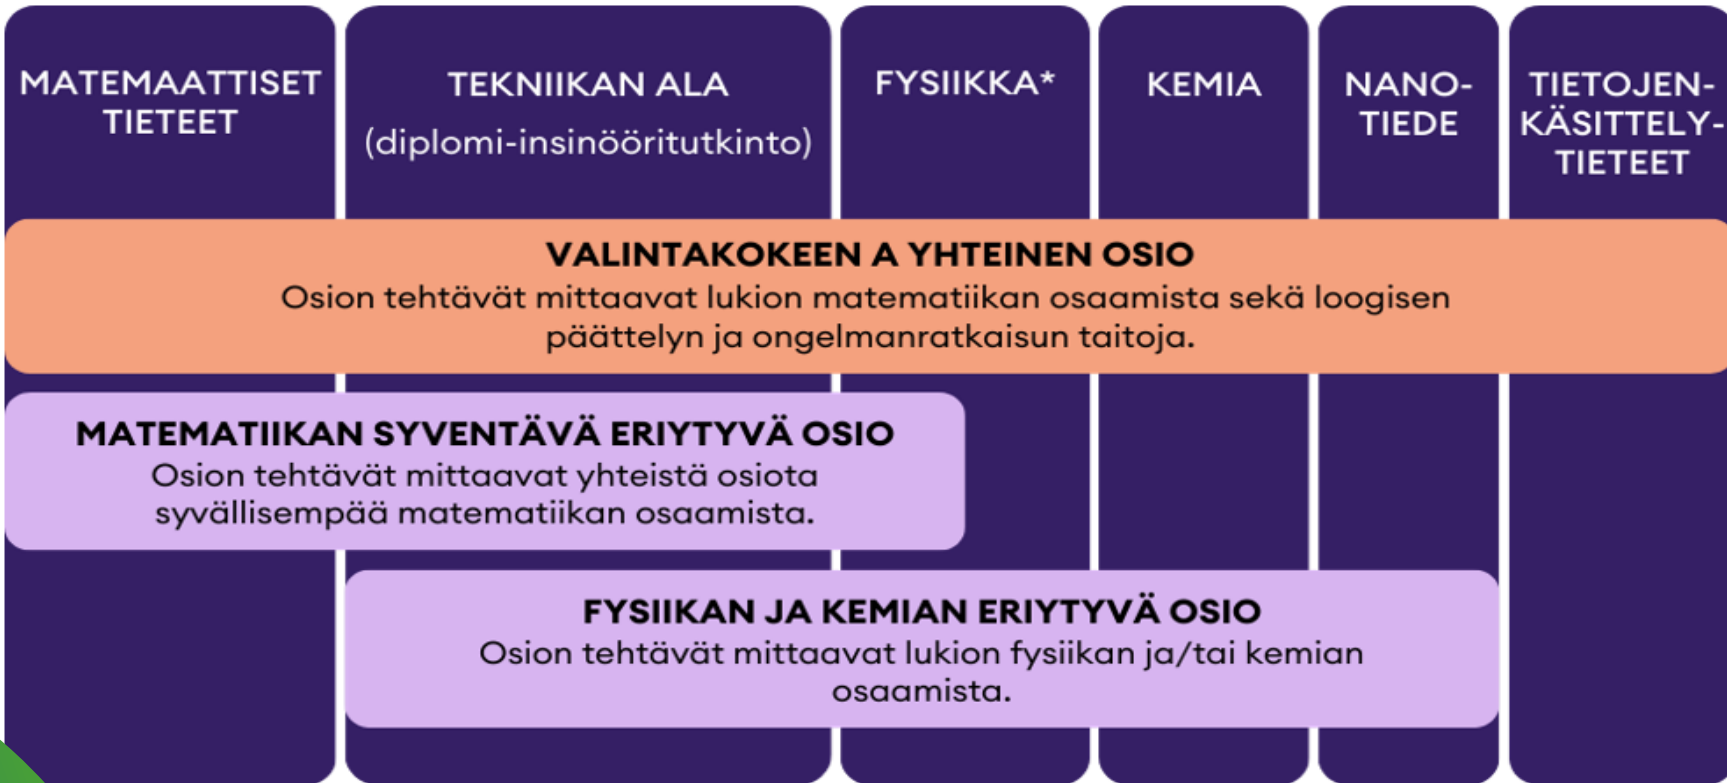 MATEMAATTISET
TIETEET
TEKNIIKAN ALA
(diplomi-insinööritutkinto)
FYSIIKKA*
KEMIA
NANO-
TIEDE
TIETOJEN-
KÄSITTELY-
TIETEET
VALINTAKOKEEN A YHTEINEN OSIO
Osion tehtävät mittaavat lukion matematiikan osaamista sekä loogisen
päättelyn ja ongelmanratkaisun taitoja.
MATEMATIIKAN SYVENTÄVÄ ERIYTYVÄ OSIO
Osion tehtävät mittaavat yhteistä osiota
syvällisempää matematiikan osaamista.
FYSIIKAN JA KEMIAN ERIYTYVÄ OSIO
Osion tehtävät mittaavat lukion fysiikan ja/tai kemian
osaamista.